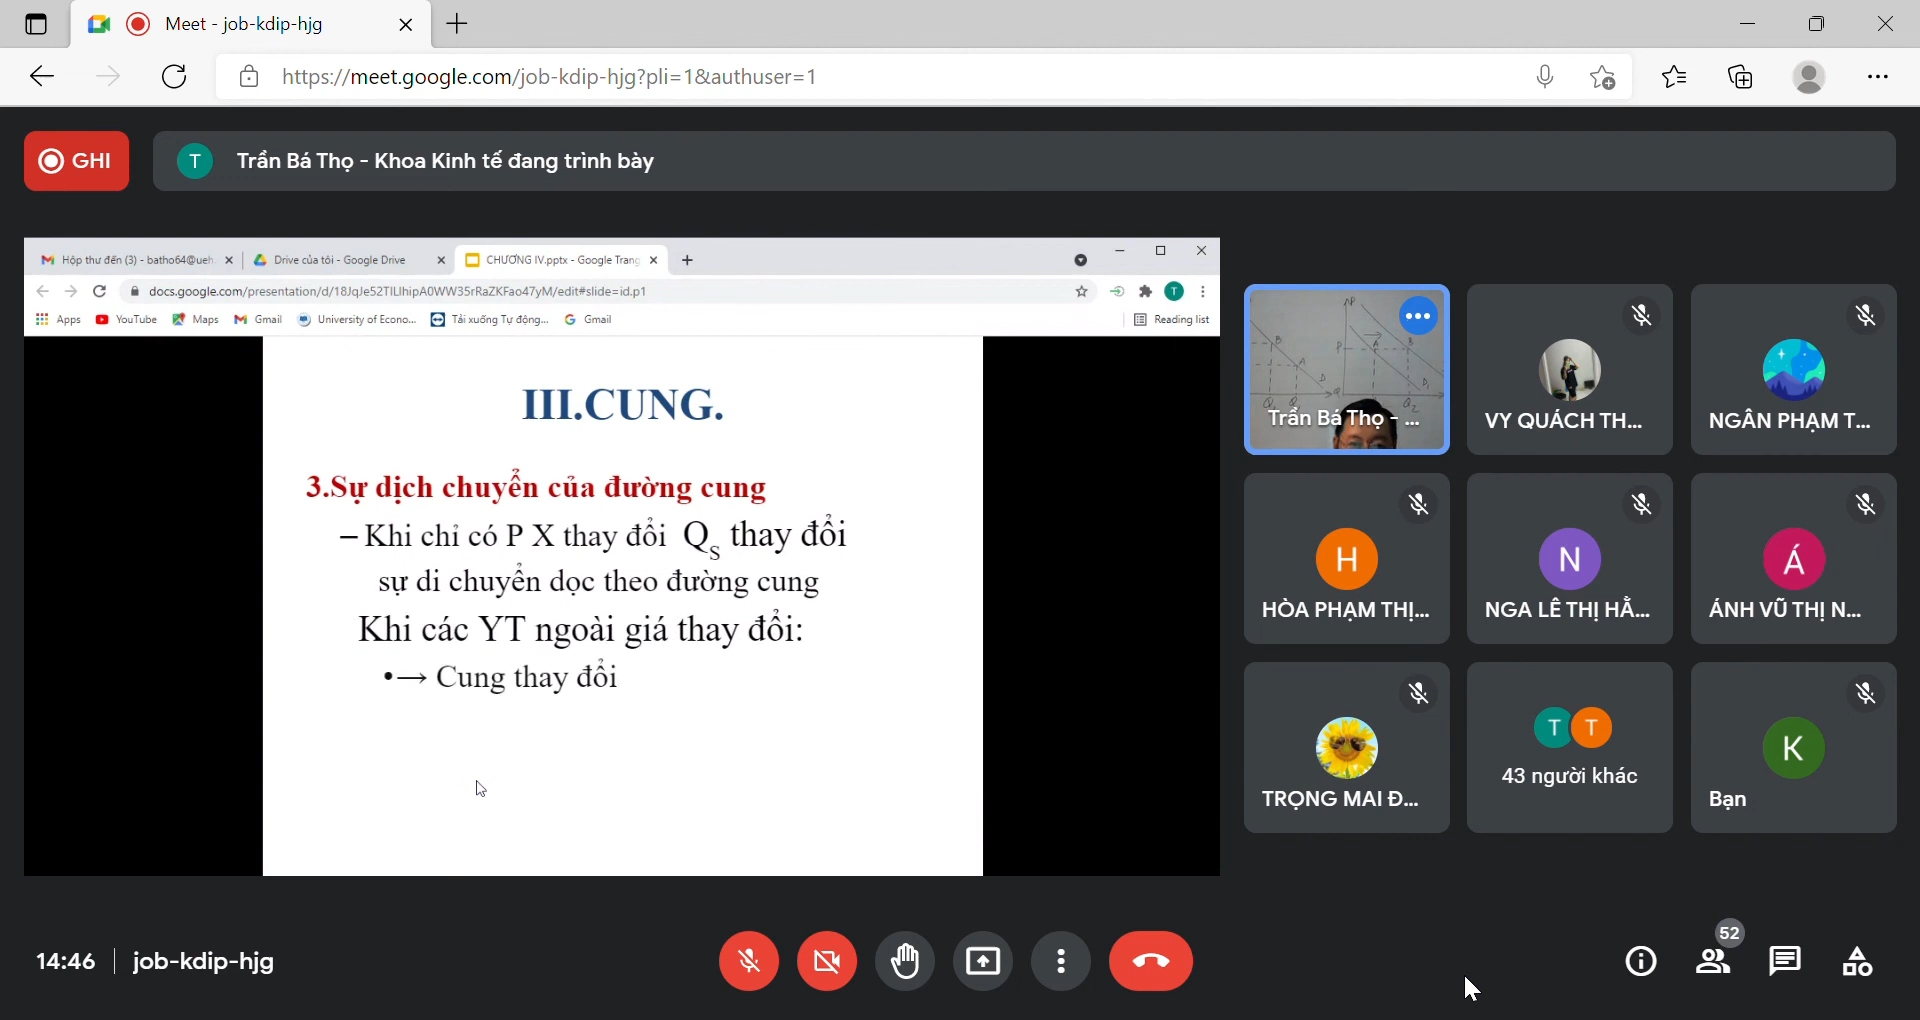 Meet - job-kdip-hjg
https://meet.google.com/job-kdip-hjg?pli=1&authuser=1
GHI
T
Trần Bá Thọ - Khoa Kinh tế đang trình bày
Hộp thư đến (3) - batho64@ueh.
Drive của tôi - Google Drive
CHƯƠNG IV.pptx - Google Trang
docs.google.com/presentation/d/18JqJe52TlLlhipA0WW35rRaZKFao47yM/edit#slide=id.p1
T
Apps
YouTube
Maps
Gmail
University of Econo...
Tải xuống Tự động...
Gmail
Reading list
III.CUNG.
3.Sự dịch chuyển của đường cung
– Khi chỉ có P X thay đổi QS thay đổi
sự di chuyển dọc theo đường cung
Khi các YT ngoài giá thay đổi:
•→ Cung thay đổi
P
B
A
D
Q1
Q
P
A
B
D1
Q2
Trần Bá Thọ - ...
VY QUÁCH TH...
NGÂN PHẠM T...
H
HÒA PHẠM THỊ...
N
NGA LÊ THỊ HẰ...
Á
ÁNH VŨ THỊ N...
TRỌNG MAI Đ...
T
T
43 người khác
K
Bạn
14:46
job-kdip-hjg
52